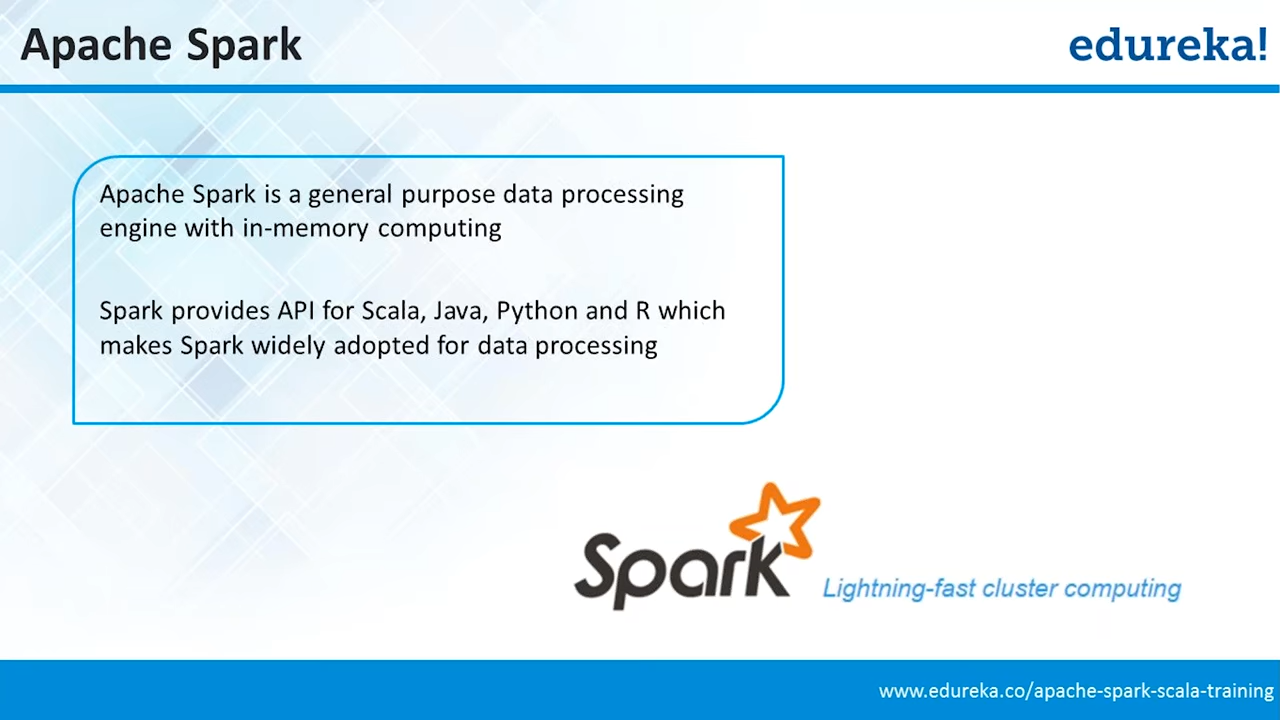 Apache Spark
edureka!
Apache Spark is a general purpose data processing
engine with in-memory computing
Spark provides API for Scala, Java, Python and R which
makes Spark widely adopted for data processing
Spark
Lightning-fast cluster computing
www.edureka.co/apache-spark-scala-training